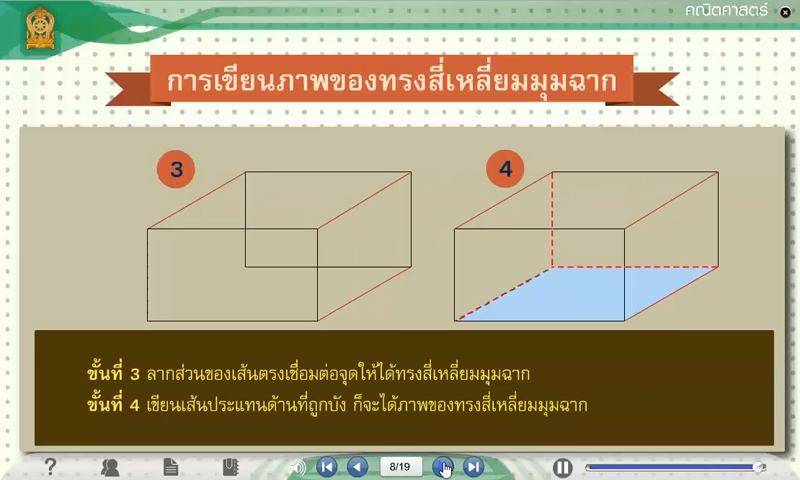 คณิตศาสตร์
การเขียนภาพของทรงสี่เหลี่ยมมุมฉาก
3
4
ขั้นที่ 3 ลากส่วนของเส้นตรงเชื่อมต่อจุดให้ได้ทรงสี่เหลี่ยมมุมฉาก
ขั้นที่ 4 เขียนเส้นประแทนด้านที่ถูกบัง ก็จะได้ภาพของทรงสี่เหลี่ยมมุมฉาก
8/19